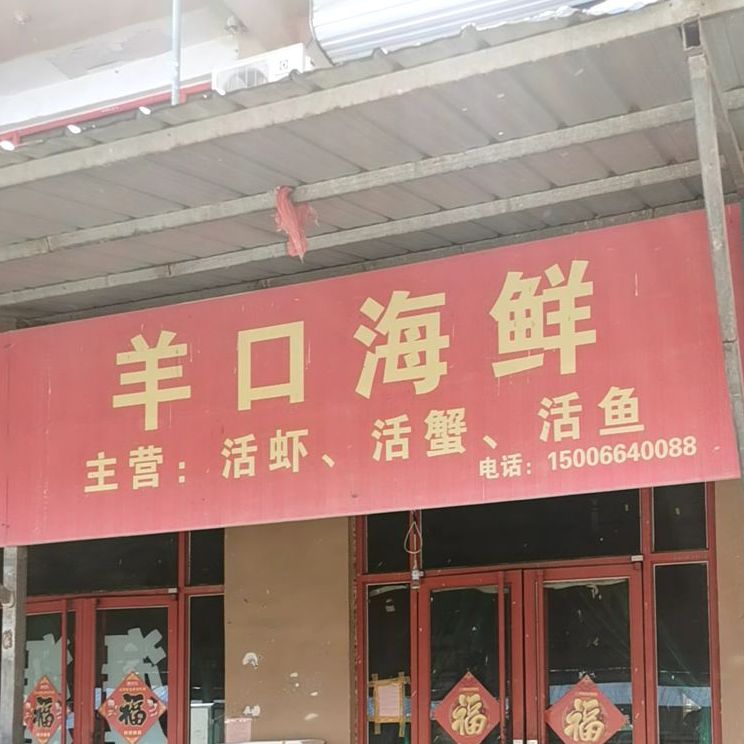 羊口海鲜
主营：活虾、活蟹、活鱼
电话：15006640088
福
福
福
福